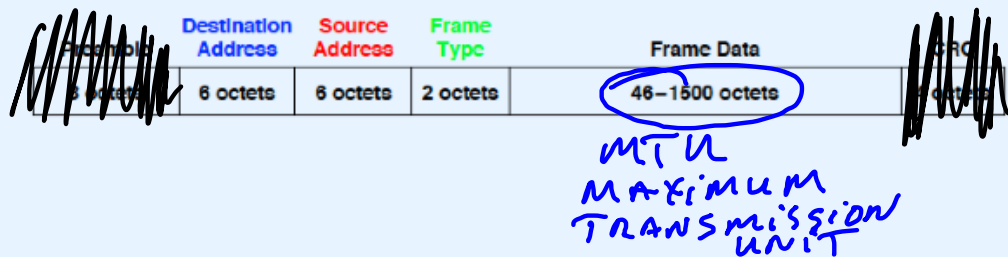 Destination Source Frame
Address Address Type Frame Data
6 octets 6 octets 2 octets 46–1500 octets
MTU
MAXIMUM
TRANSMISSION
UNIT